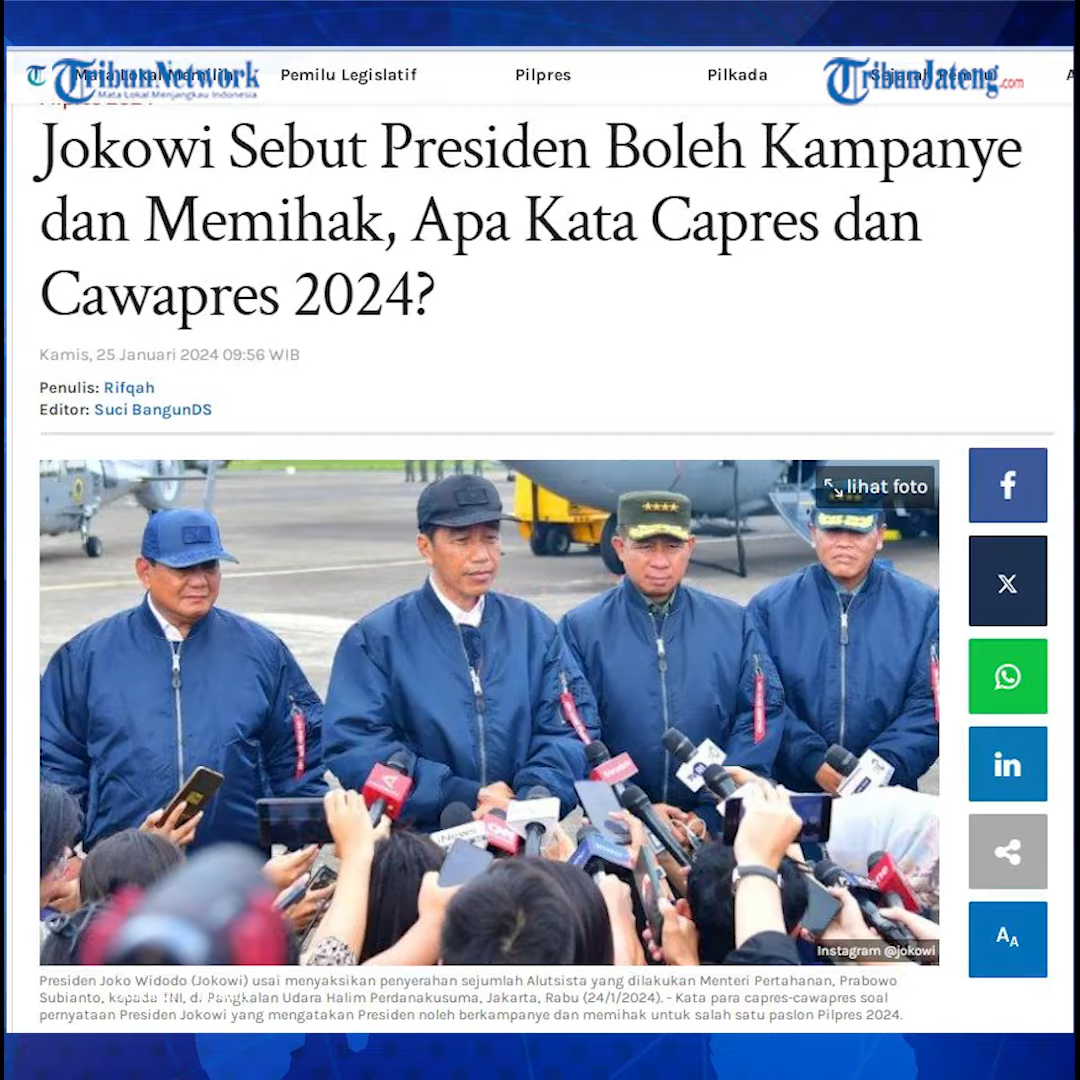 TribunNetwork
Mata Lokal Menjangkau Indonesia
Pemilu Legislatif
Pilpres
Pilkada
TribunJateng.com
Jokowi Sebut Presiden Boleh Kampanye
dan Memihak, Apa Kata Capres dan
Cawapres 2024?
Kamis, 25 Januari 2024 09:56 WIB
Penulis: Rifqah
Editor: Suci BangunDS
lihat foto
iNews
Instagram @jokowi
Presiden Joko Widodo (Jokowi) usai menyaksikan penyerahan sejumlah Alutsista yang dilakukan Menteri Pertahanan, Prabowo
Subianto, kepada TNI, di Pangkalan Udara Halim Perdanakusuma, Jakarta, Rabu (24/1/2024). - Kata para capres-cawapres soal
pernyataan Presiden Jokowi yang mengatakan Presiden noleh berkampanye dan memihak untuk salah satu paslon Pilpres 2024.